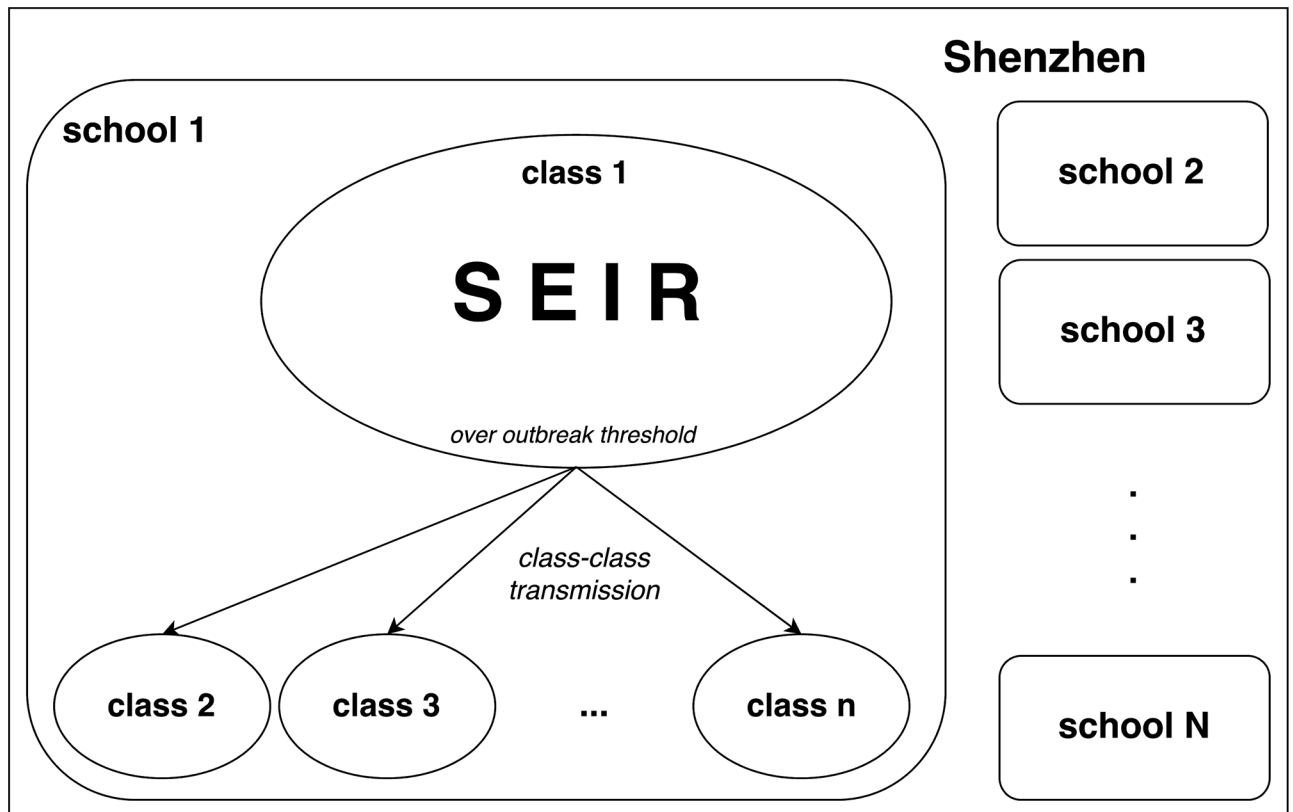 Shenzhen
school 1
class 1
S E I R
over outbreak threshold
class-class
transmission
class 2
class 3
...
class n
school 2
school 3
.
.
.
school N